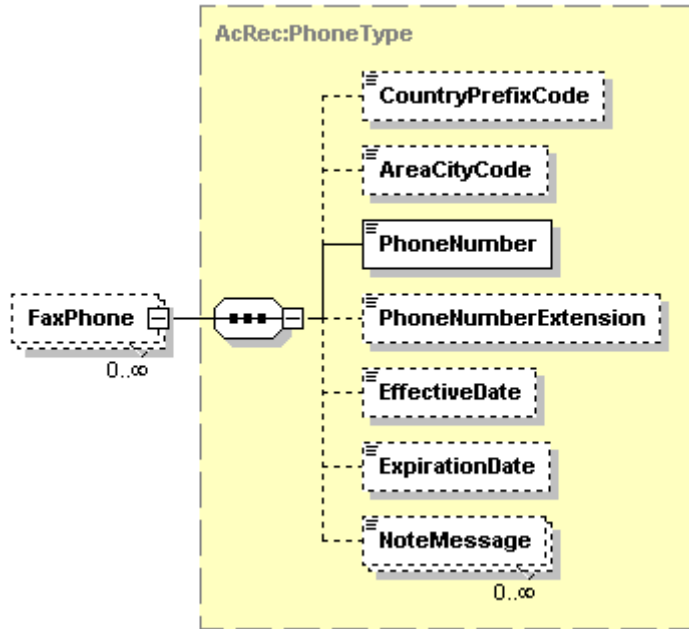 AcRec:PhoneType
CountryPrefixCode
AreaCityCode
PhoneNumber
FaxPhone
0..∞
PhoneNumberExtension
EffectiveDate
ExpirationDate
NoteMessage
0..∞